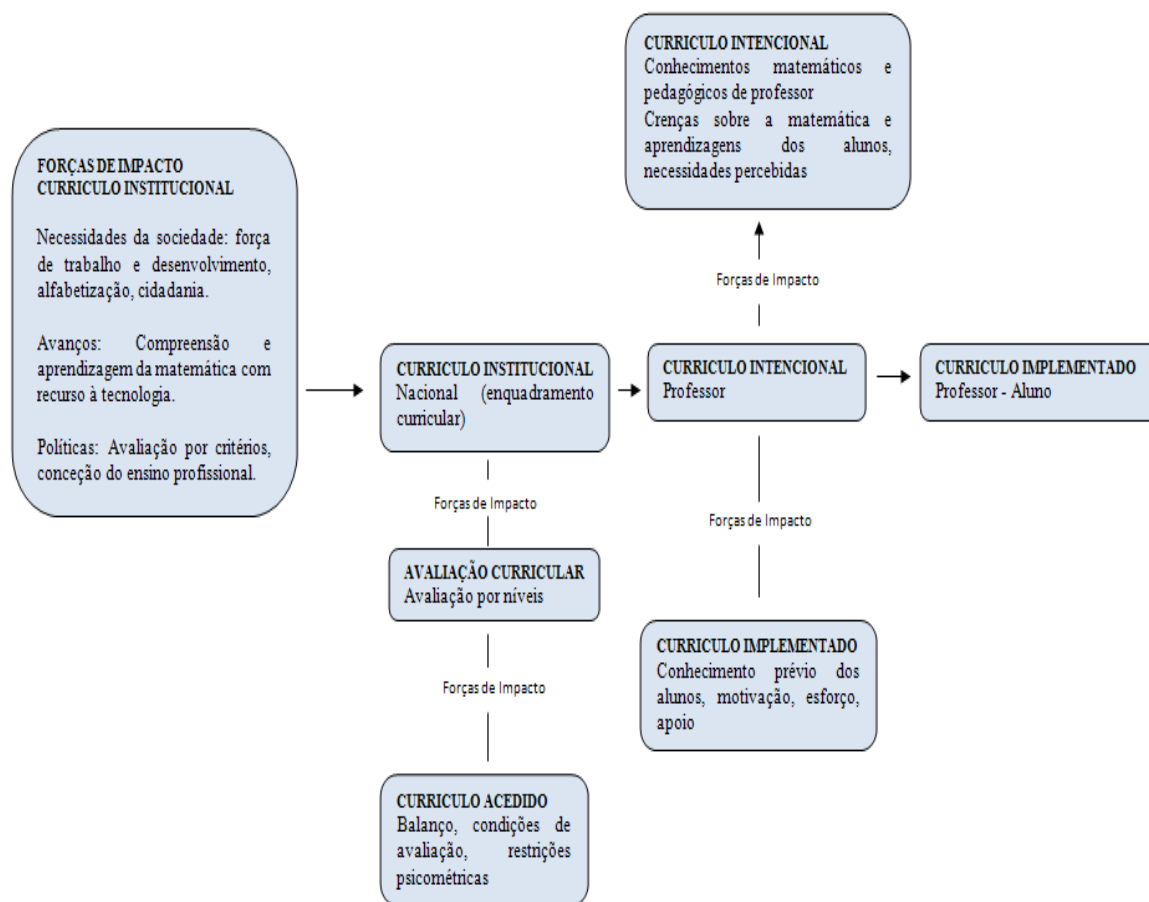 CURRICULO INTENCIONAL
Conhecimentos matemáticos e
pedagógicos de professor
Crenças sobre a matemática e
aprendizagens dos alunos,
necessidades percebidas
FORÇAS DE IMPACTO
CURRICULO INSTITUCIONAL
Necessidades da sociedade: força
de trabalho e desenvolvimento,
alfabetização, cidadania.
Avanços: Compreensão e
aprendizagem da matemática com
recurso à tecnologia.
Políticas: Avaliação por critérios,
conceção do ensino profissional.
Forças de Impacto
CURRICULO INSTITUCIONAL
Nacional (enquadramento
curricular)
CURRICULO INTENCIONAL
Professor
CURRICULO IMPLEMENTADO
Professor - Aluno
Forças de Impacto
Forças de Impacto
AVALIAÇÃO CURRICULAR
Avaliação por níveis
CURRICULO IMPLEMENTADO
Conhecimento prévio dos
alunos, motivação, esforço,
apoio
Forças de Impacto
CURRICULO ACEDIDO
Balanço, condições de
avaliação, restrições
psicométricas